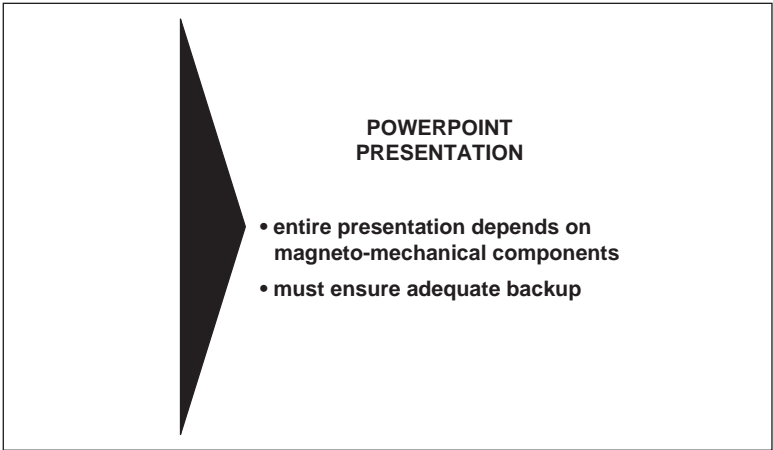 POWERPOINT
PRESENTATION
• entire presentation depends on
magneto-mechanical components
• must ensure adequate backup